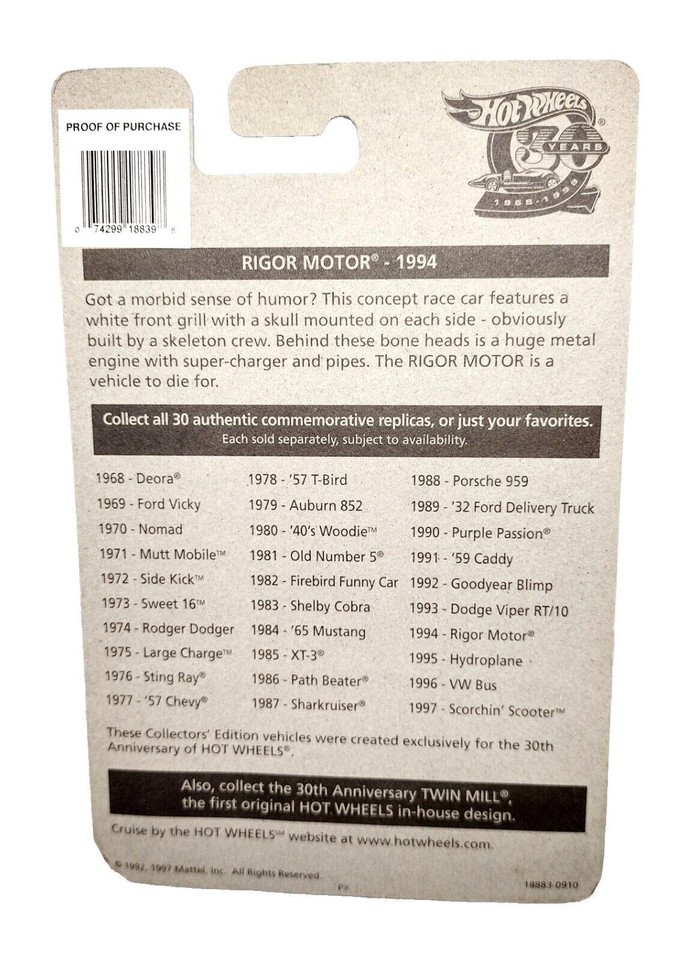 PROOF OF PURCHASE
0 74299 18839 8
HOT WHEELS®
30 YEARS
1968-1998
RIGOR MOTOR® - 1994
Got a morbid sense of humor? This concept race car features a
white front grill with a skull mounted on each side - obviously
built by a skeleton crew. Behind these bone heads is a huge metal
engine with super-charger and pipes. The RIGOR MOTOR is a
vehicle to die for.
Collect all 30 authentic commemorative replicas, or just your favorites.
Each sold separately, subject to availability.
1968 - Deora®
1969 - Ford Vicky
1970 - Nomad
1971 - Mutt Mobile™
1972 - Side Kick™
1973 - Sweet 16™
1974 - Rodger Dodger
1975 - Large Charge™
1976 - Sting Ray®
1977 - '57 Chevy®
1978 - '57 T-Bird
1979 - Auburn 852
1980 - '40's Woodie™
1981 - Old Number 5®
1982 - Firebird Funny Car
1983 - Shelby Cobra
1984 - '65 Mustang
1985 - XT-3®
1986 - Path Beater®
1987 - Sharkruiser®
1988 - Porsche 959
1989 - '32 Ford Delivery Truck
1990 - Purple Passion®
1991 - '59 Caddy
1992 - Goodyear Blimp
1993 - Dodge Viper RT/10
1994 - Rigor Motor®
1995 - Hydroplane
1996 - VW Bus
1997 - Scorchin' Scooter™
These Collectors' Edition vehicles were created exclusively for the 30th
Anniversary of HOT WHEELS®.
Also, collect the 30th Anniversary TWIN MILL®,
the first original HOT WHEELS in-house design.
Cruise by the HOT WHEELS℠ website at www.hotwheels.com.
© 1992, 1997 Mattel, Inc. All Rights Reserved.
18883-0910